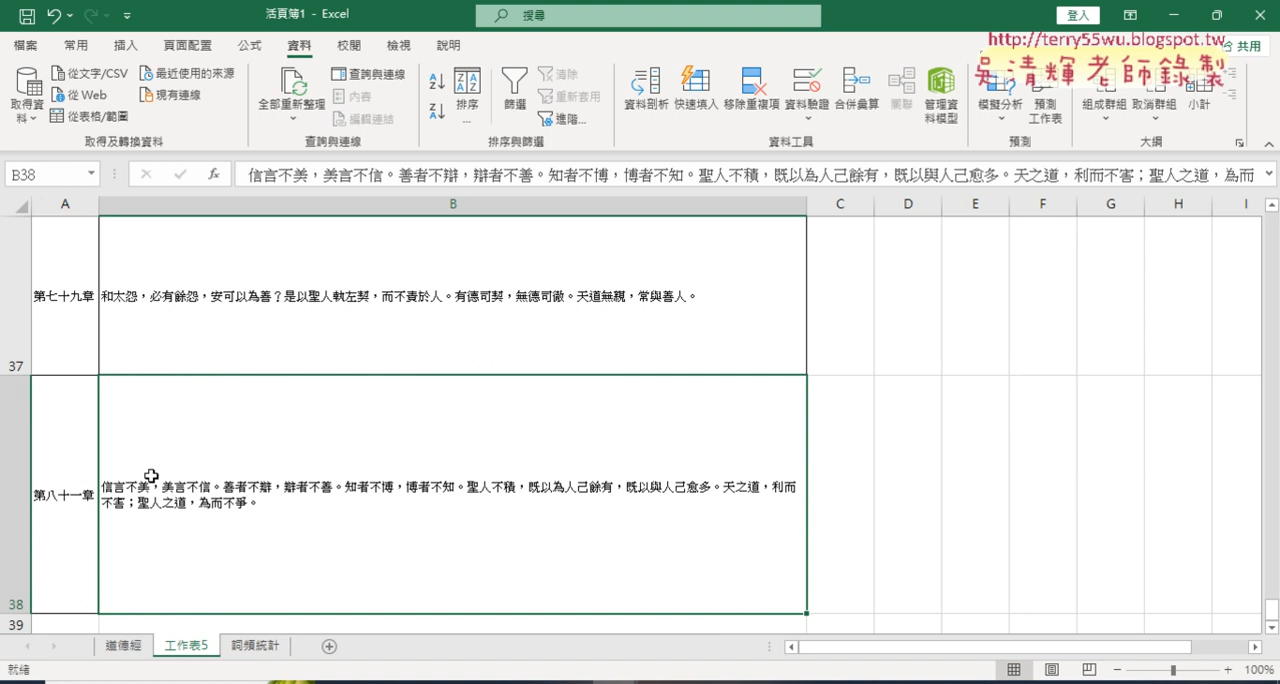 活頁簿1 - Excel
搜尋
登入
檔案 常用 插入 頁面配置 公式 資料 校閱 檢視 說明
http://terry55wu.blogspot.tw
共用
吳清輝老師錄製
取得資料
從文字/CSV
從 Web
從表格/範圍
最近使用的來源
現有連線
取得及轉換資料
全部重新整理
查詢與連線
內容
編輯連結
查詢與連線
排序
篩選
清除
重新套用
進階...
排序與篩選
資料剖析 快速填入 移除重複項 資料驗證 合併彙算 關聯 管理資料模型
資料工具
模擬分析 預測工作表
預測
組成群組 取消群組 小計
大綱
B38
信言不美，美言不信。善者不辯，辯者不善。知者不博，博者不知。聖人不積，既以為人己餘有，既以與人己愈多。天之道，利而不害；聖人之道，為而
A B C D E F G H I
第七十九章 和太怨，必有餘怨，安可以為善？是以聖人執左契，而不責於人。有德司契，無德司徹。天道無親，常與善人。
37
第八十一章 信言不美，美言不信。善者不辯，辯者不善。知者不博，博者不知。聖人不積，既以為人己餘有，既以與人己愈多。天之道，利而
不害；聖人之道，為而不爭。
38
39
道德經 工作表5 詞頻統計
就緒
100%